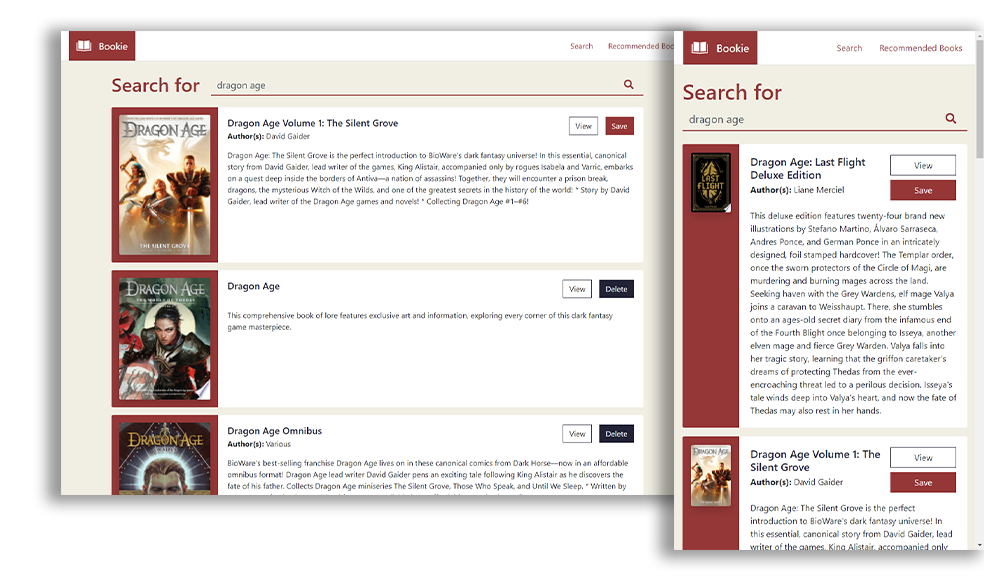 Bookie
Search Recommended Boo
Search for
dragon age
DRAGON AGE
THE SILENT GROVE
Dragon Age Volume 1: The Silent Grove
View
Save
Author(s): David Gaider
Dragon Age: The Silent Grove is the perfect introduction to BioWare's dark fantasy universe! In this essential, canonical
story from David Gaider, lead writer of the games, King Alistair, accompanied only by rogues Isabela and Varric, embarks
on a quest deep inside the borders of Antiva—a nation of assassins! Together, they will encounter a prison break,
dragons, the mysterious Witch of the Wilds, and one of the greatest secrets in the history of the world! * Story by David
Gaider, lead writer of the Dragon Age games and novels! * Collecting Dragon Age #1–#6!
DRAGON AGE
THE WORLD OF THEDAS
Dragon Age
View
Delete
This comprehensive book of lore features exclusive art and information, exploring every corner of this dark fantasy
game masterpiece.
DRAGON AGE
Dragon Age Omnibus
View
Delete
Author(s): Various
BioWare's best-selling franchise Dragon Age lives on in these canonical comics from Dark Horse—now in an affordable
omnibus format! Dragon Age lead writer David Gaider pens an exciting tale following King Alistair as he discovers the
fate of his father. Collects Dragon Age miniseries The Silent Grove, Those Who Speak, and Until We Sleep. * Written by
Bookie
Search Recommended Books
Search for
dragon age
LAST
FLIGHT
Dragon Age: Last Flight
Deluxe Edition
View
Author(s): Liane Merciel
Save
This deluxe edition features twenty-four brand new
illustrations by Stefano Martino, Álvaro Sarraseca,
Andres Ponce, and German Ponce in an intricately
designed, foil stamped hardcover! The Templar order,
once the sworn protectors of the Circle of Magi, are
murdering and burning mages across the land.
Seeking haven with the Grey Wardens, elf mage Valya
joins a caravan to Weisshaupt. There, she stumbles
onto an ages-old secret diary from the infamous end
of the Fourth Blight once belonging to Isseya, another
elven mage and fierce Grey Warden. Valya falls into
her tragic story, learning that the griffon caretaker's
dreams of protecting Thedas from the ever-
encroaching threat led to a perilous decision. Isseya's
tale winds deep into Valya's heart, and now the fate of
Thedas may also rest in her hands.
DRAGON AGE
Dragon Age Volume 1: The
Silent Grove
View
Author(s): David Gaider
Save
Dragon Age: The Silent Grove is the perfect
introduction to BioWare's dark fantasy universe! In
this essential, canonical story from David Gaider, lead
writer of the games, King Alistair, accompanied only